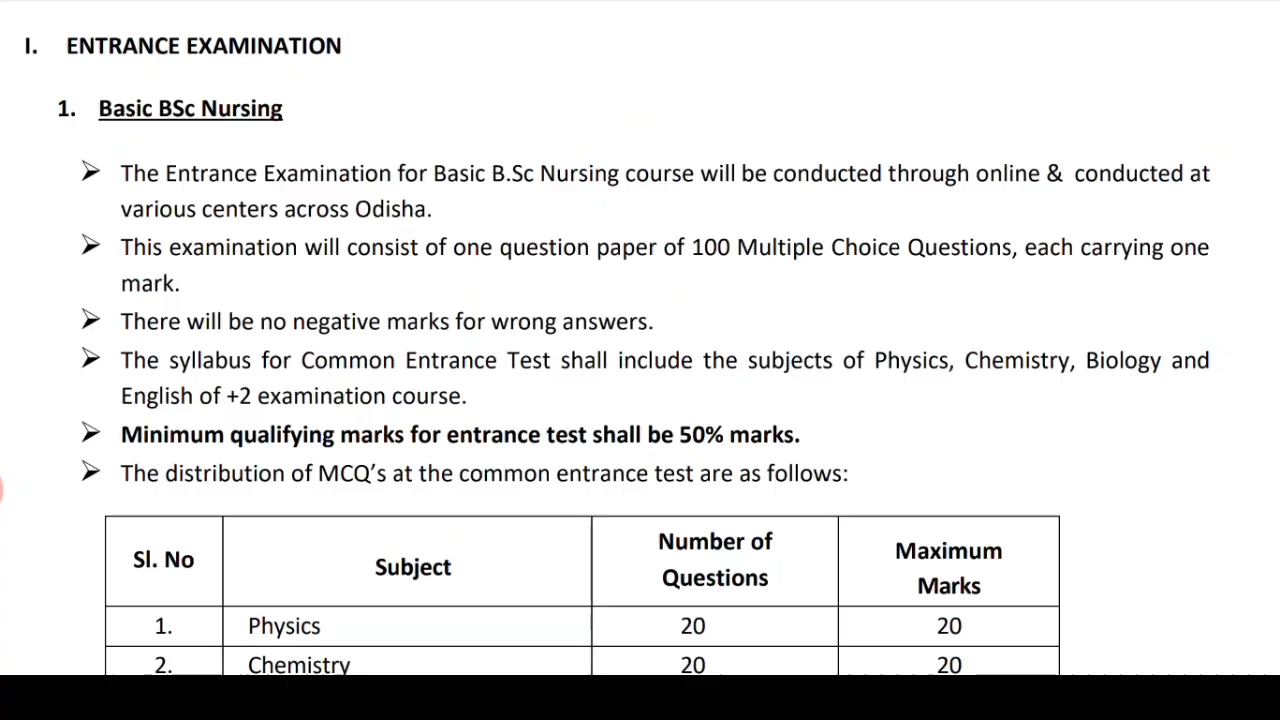 I. ENTRANCE EXAMINATION
1. Basic BSc Nursing
➢ The Entrance Examination for Basic B.Sc Nursing course will be conducted through online & conducted at
various centers across Odisha.
➢ This examination will consist of one question paper of 100 Multiple Choice Questions, each carrying one
mark.
➢ There will be no negative marks for wrong answers.
➢ The syllabus for Common Entrance Test shall include the subjects of Physics, Chemistry, Biology and
English of +2 examination course.
➢ Minimum qualifying marks for entrance test shall be 50% marks.
➢ The distribution of MCQ's at the common entrance test are as follows:
Sl. No Subject Number of Questions Maximum Marks
1. Physics 20 20
2. Chemistry 20 20